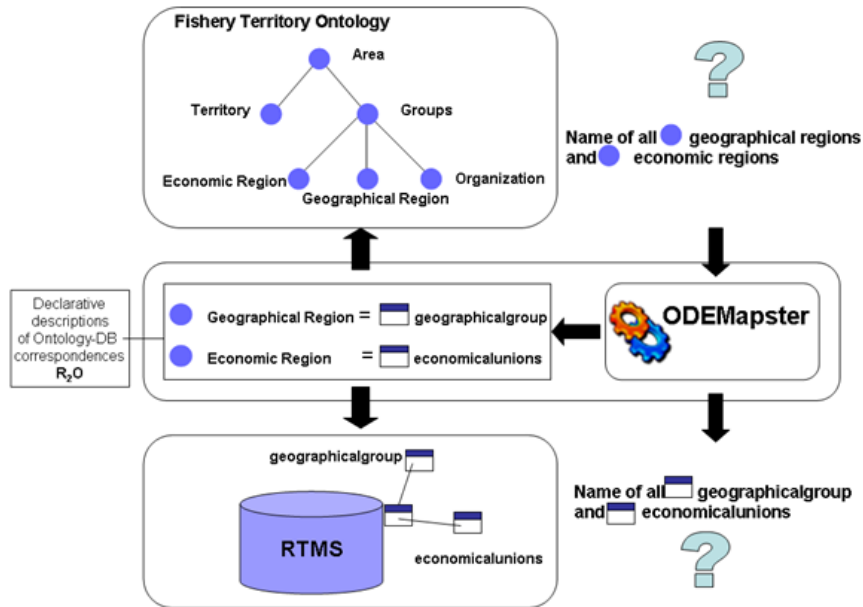 Fishery Territory Ontology
Area
Territory
Groups
Economic Region
Geographical Region
Organization
?
Name of all geographical regions
and economic regions
Declarative
descriptions
of Ontology-DB
correspondences
R₂O
Geographical Region = geographicalgroup
Economic Region = economicalunions
ODEMapster
geographicalgroup
RTMS
economicalunions
Name of all geographicalgroup
and economicalunions
?